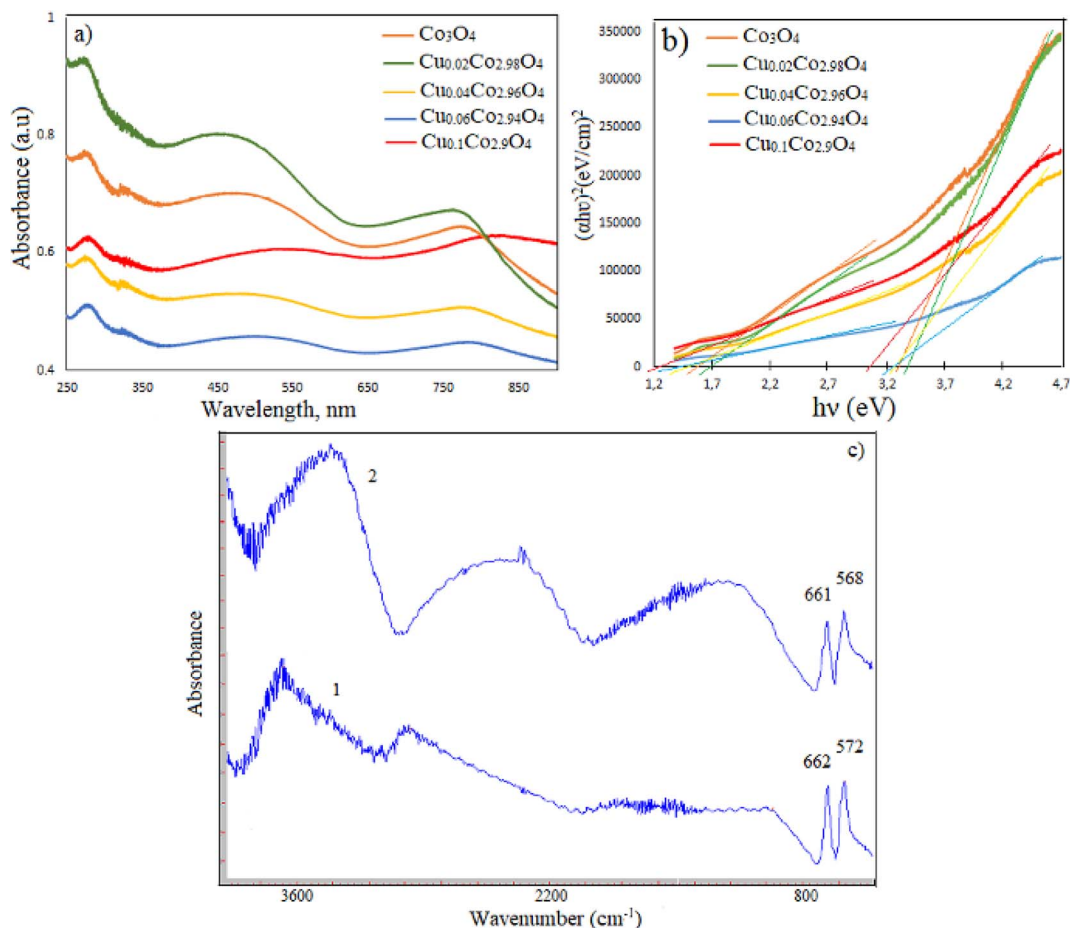 a)
1
0.8
0.6
0.4
Absorbance (a.u)
Co₃O₄
Cu₀.₀₂Co₂.₉₈O₄
Cu₀.₀₄Co₂.₉₆O₄
Cu₀.₀₆Co₂.₉₄O₄
Cu₀.₁Co₂.₉O₄
250 350 450 550 650 750 850
Wavelength, nm
b)
350000
300000
250000
200000
150000
100000
50000
0
(αhυ)²(eV/cm)²
Co₃O₄
Cu₀.₀₂Co₂.₉₈O₄
Cu₀.₀₄Co₂.₉₆O₄
Cu₀.₀₆Co₂.₉₄O₄
Cu₀.₁Co₂.₉O₄
1,2 1,7 2,2 2,7 3,2 3,7 4,2 4,7
hν (eV)
c)
2
661 568
1
662 572
Absorbance
3600 2200 800
Wavenumber (cm⁻¹)